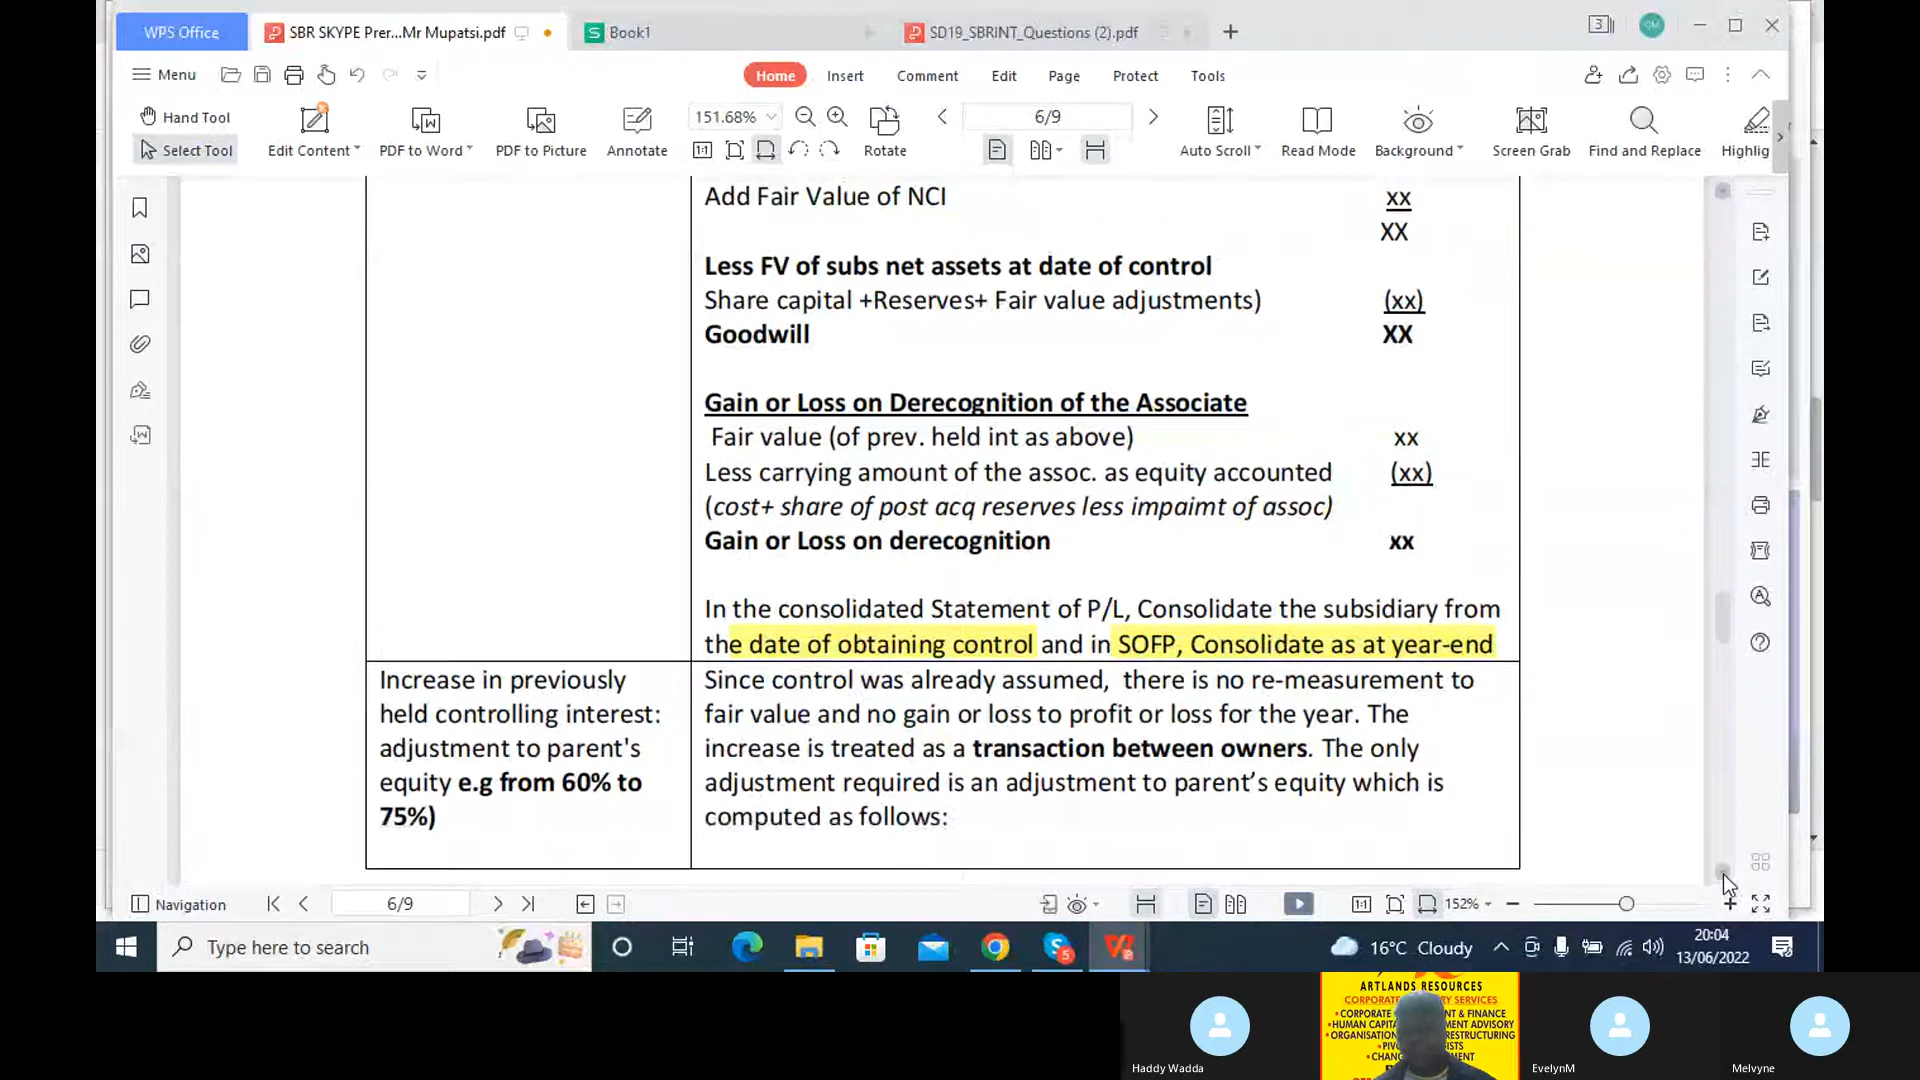 WPS Office
SBR SKYPE Prer...Mr Mupatsi.pdf
Book1
SD19_SBRINT_Questions (2).pdf
3
Menu
Home
Insert
Comment
Edit
Page
Protect
Tools
Hand Tool
Select Tool
Edit Content
PDF to Word
PDF to Picture
Annotate
151.68%
1:1
Rotate
6/9
Auto Scroll
Read Mode
Background
Screen Grab
Find and Replace
Highlig
Add Fair Value of NCI xx
XX
Less FV of subs net assets at date of control
Share capital +Reserves+ Fair value adjustments) (xx)
Goodwill XX
Gain or Loss on Derecognition of the Associate
Fair value (of prev. held int as above) xx
Less carrying amount of the assoc. as equity accounted (xx)
(cost+ share of post acq reserves less impaimt of assoc)
Gain or Loss on derecognition xx
In the consolidated Statement of P/L, Consolidate the subsidiary from
the date of obtaining control and in SOFP, Consolidate as at year-end
Increase in previously
held controlling interest:
adjustment to parent's
equity e.g from 60% to
75%)
Since control was already assumed, there is no re-measurement to
fair value and no gain or loss to profit or loss for the year. The
increase is treated as a transaction between owners. The only
adjustment required is an adjustment to parent’s equity which is
computed as follows:
Navigation
6/9
1:1
152%
Type here to search
5
16°C Cloudy
20:04
13/06/2022
ARTLANDS RESOURCES
Haddy Wadda
EvelynM
Melvyne